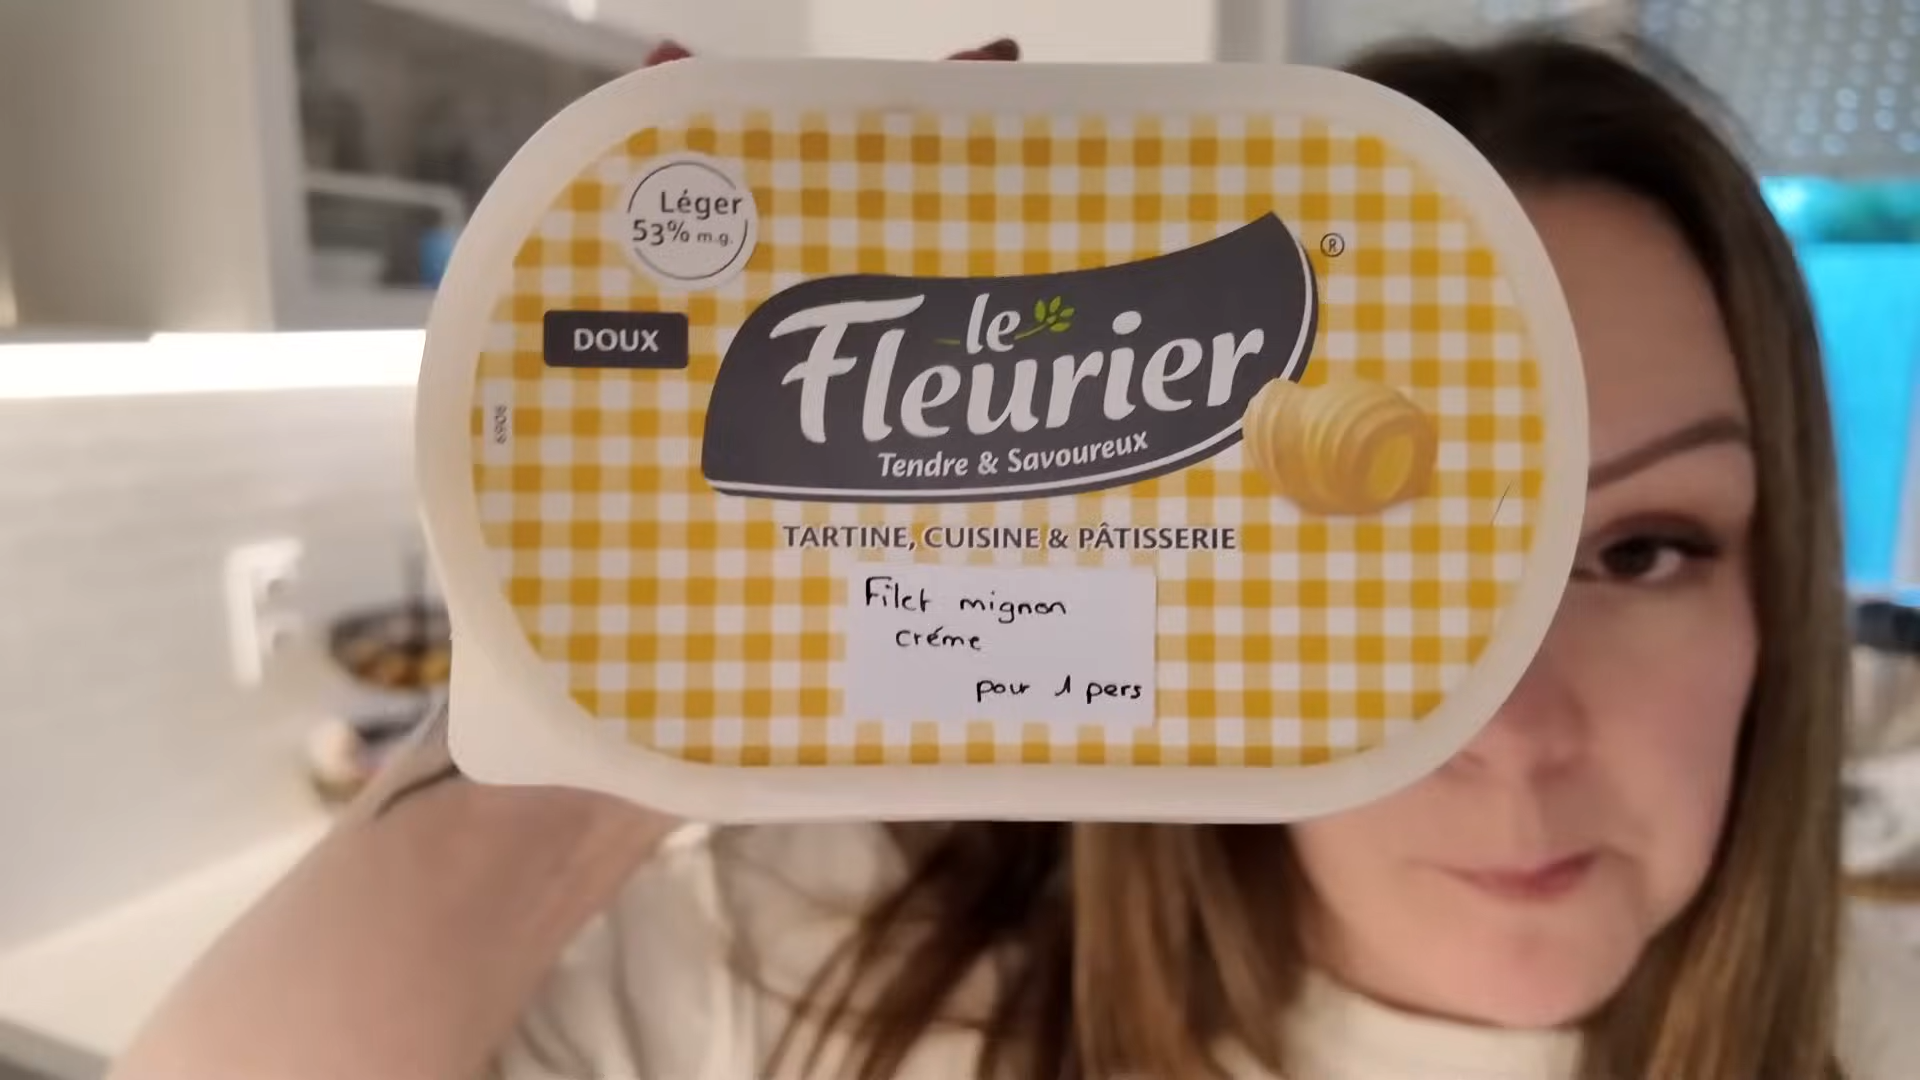 Léger
53% m.g.
DOUX
le
Fleurier
®
Tendre & Savoureux
TARTINE, CUISINE & PÂTISSERIE
Filet mignon
créme
pour 1 pers